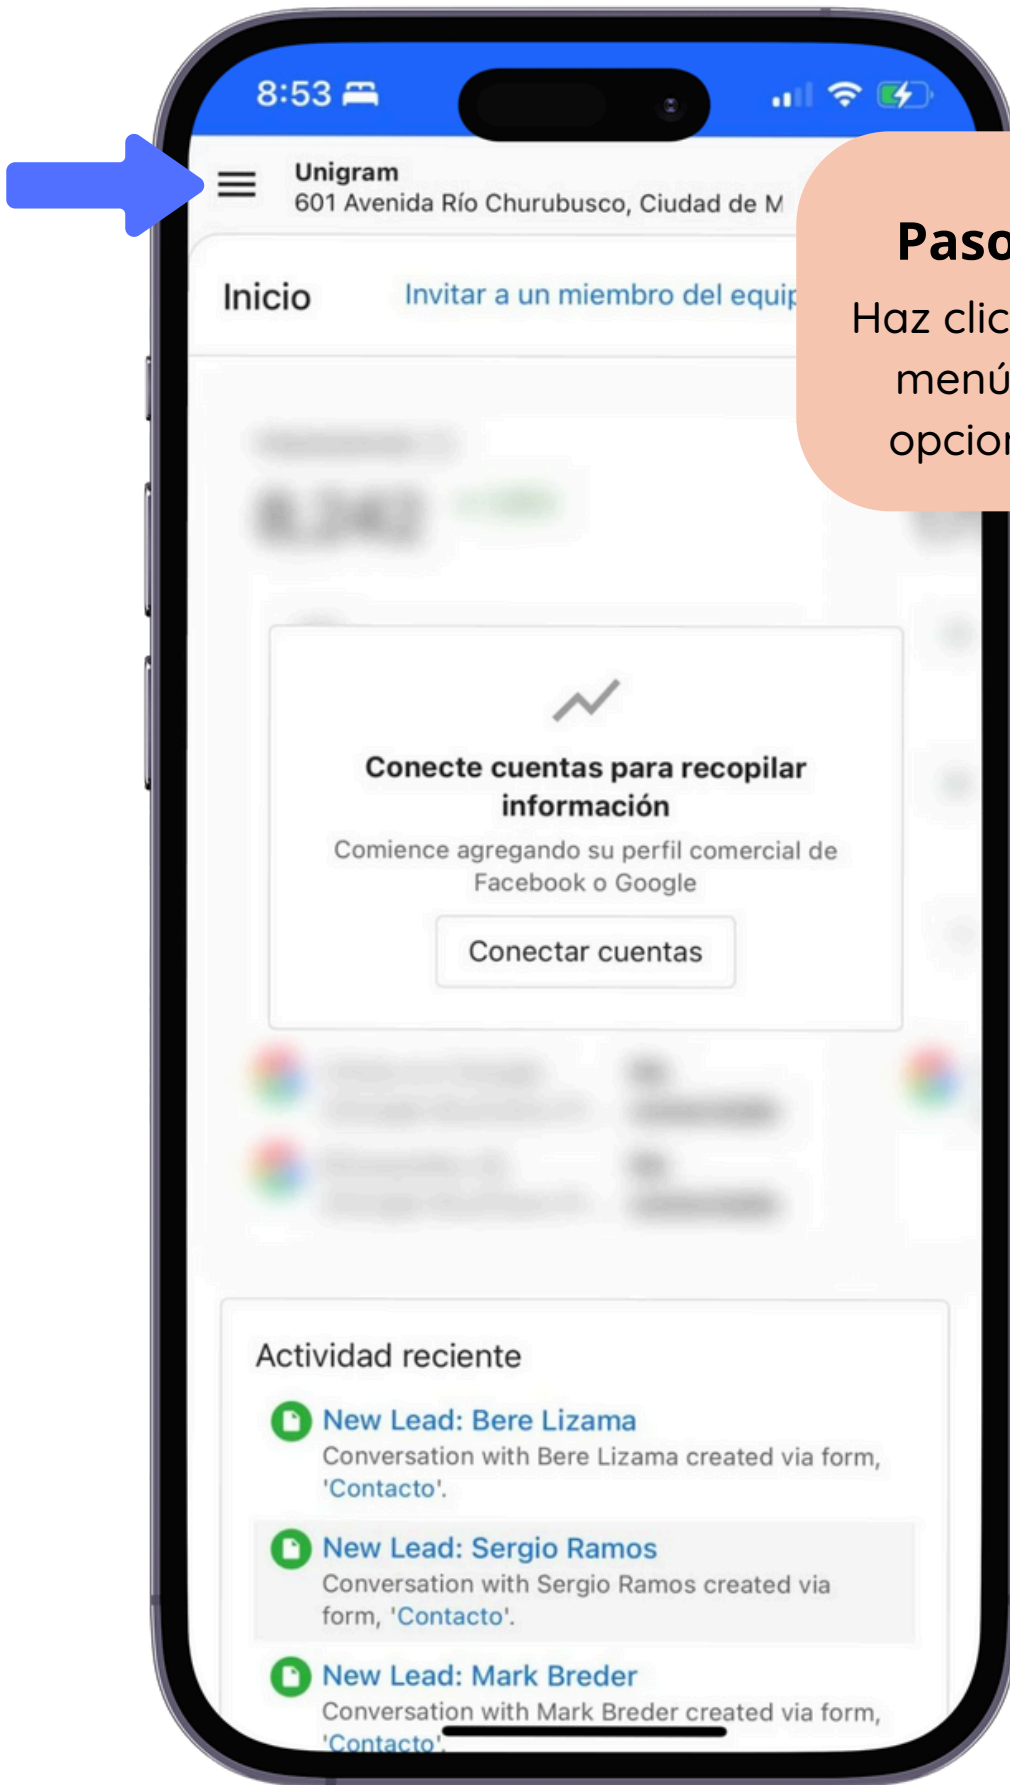 8:53
Unigram
601 Avenida Río Churubusco, Ciudad de M
Inicio
Invitar a un miembro del equip
Paso
Haz clic
menú
opcion
8,242
Conecte cuentas para recopilar
información
Comience agregando su perfil comercial de
Facebook o Google
Conectar cuentas
Actividad reciente
New Lead: Bere Lizama
Conversation with Bere Lizama created via form,
'Contacto'.
New Lead: Sergio Ramos
Conversation with Sergio Ramos created via
form, 'Contacto'.
New Lead: Mark Breder
Conversation with Mark Breder created via form,
'Contacto'.